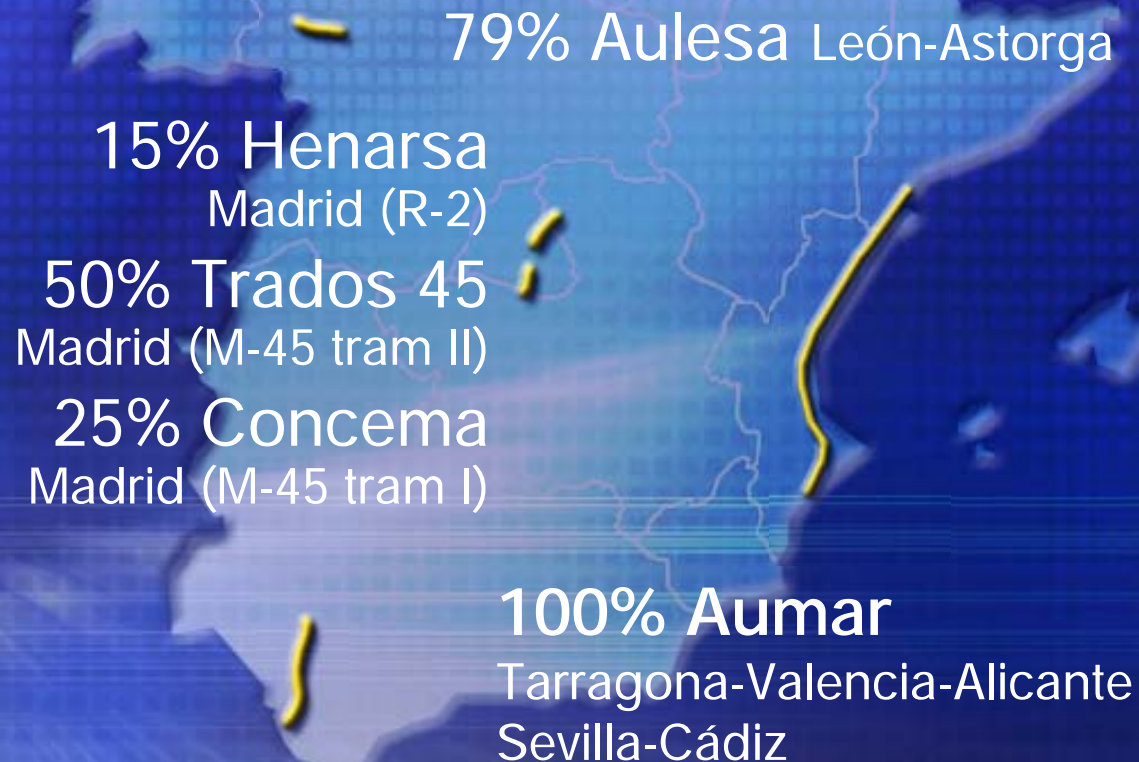 79% Aulesa León-Astorga
15% Henarsa
Madrid (R-2)
50% Trados 45
Madrid (M-45 tram II)
25% Concema
Madrid (M-45 tram I)
100% Aumar
Tarragona-Valencia-Alicante
Sevilla-Cádiz